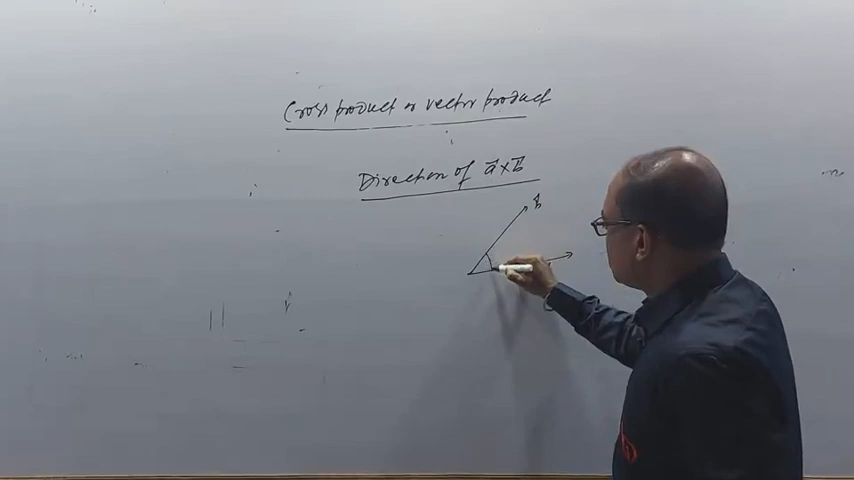 Cross product or vector product
Direction of a⃗×b⃗
b⃗